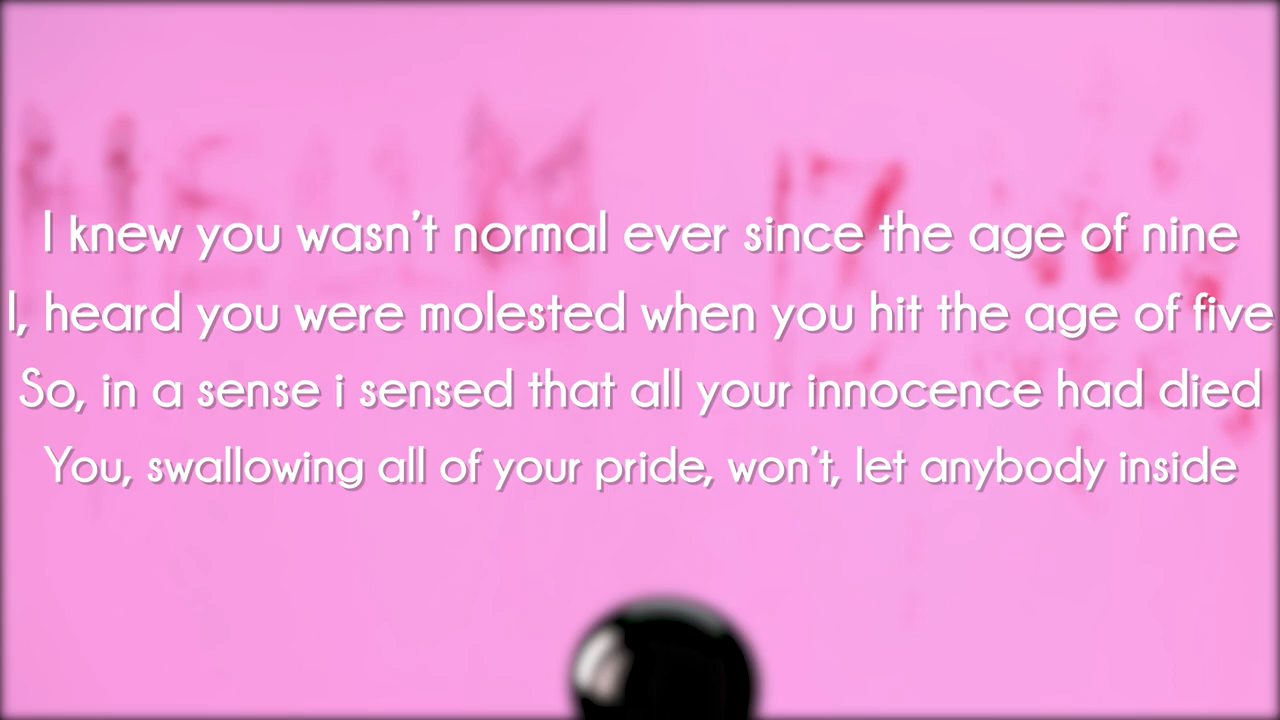 I knew you wasn't normal ever since the age of nine
I, heard you were molested when you hit the age of five
So, in a sense i sensed that all your innocence had died
You, swallowing all of your pride, won't, let anybody inside